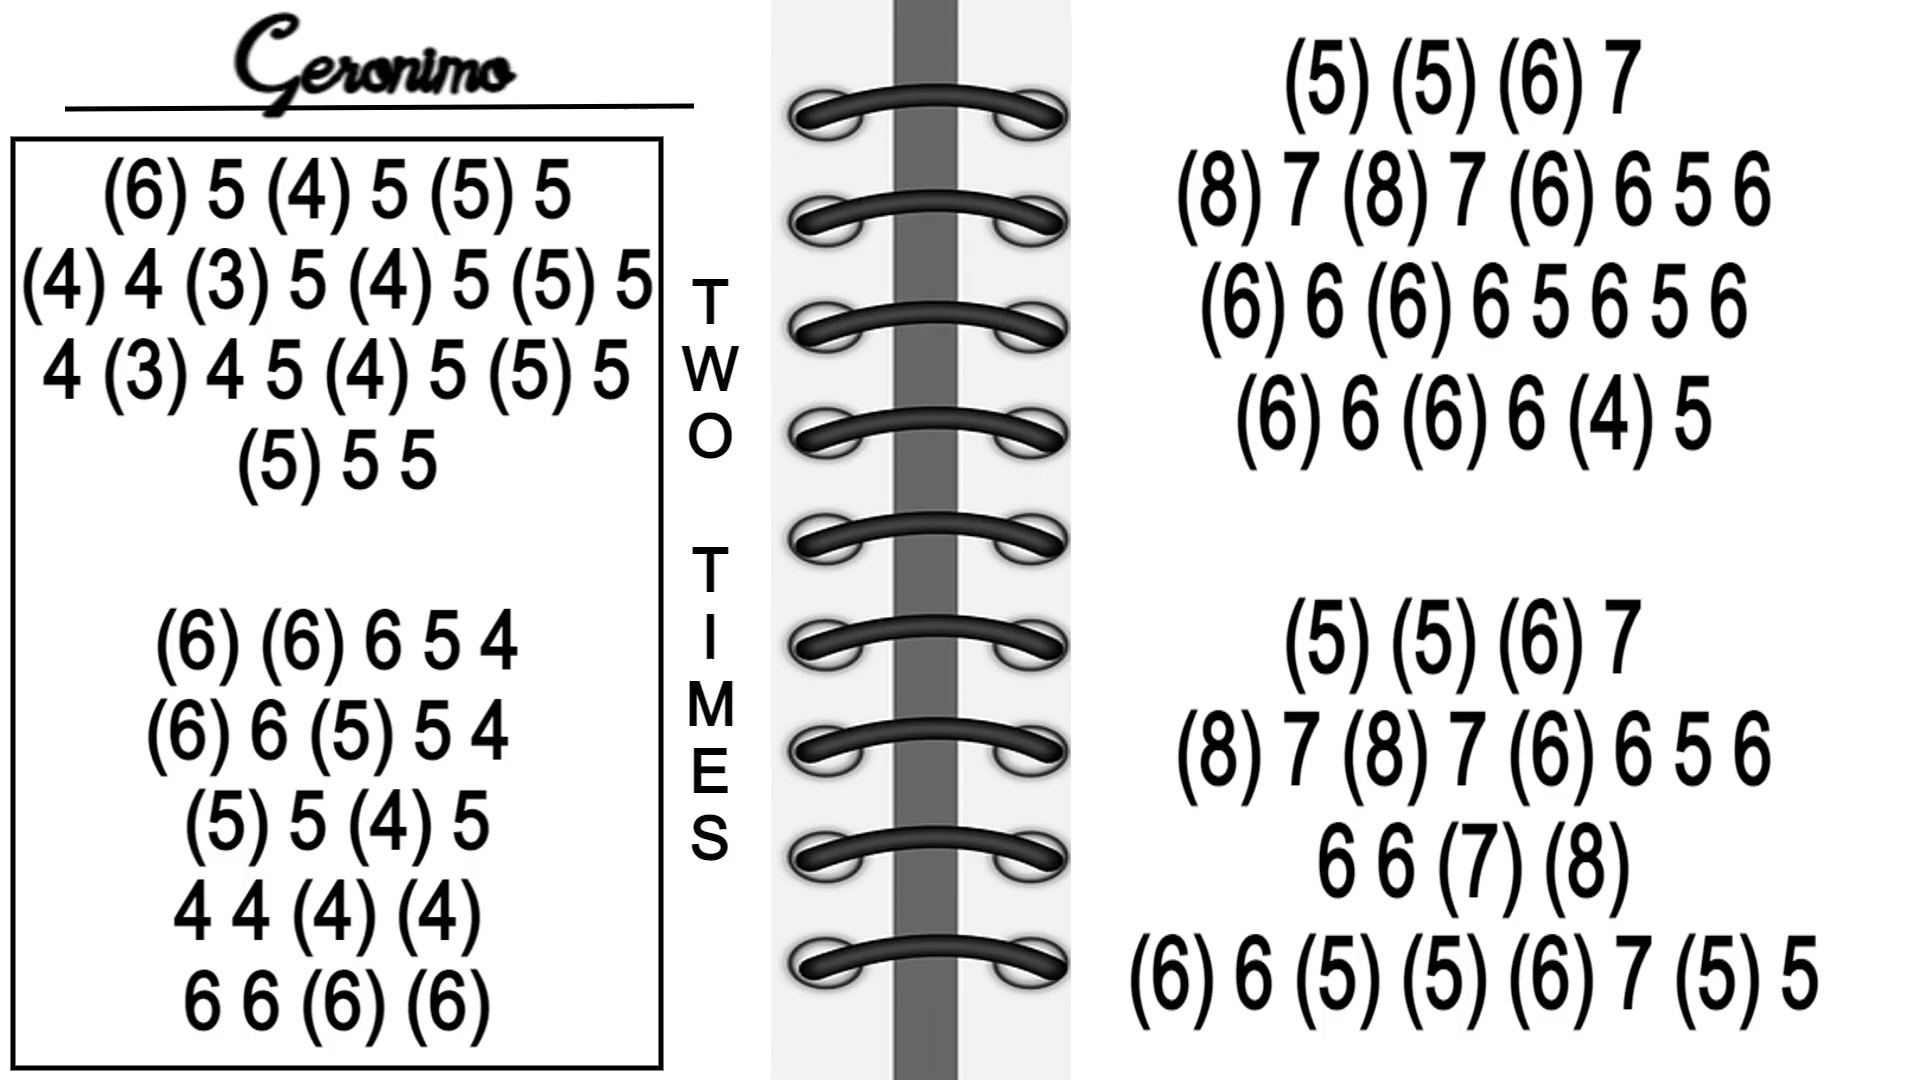 Geronimo
(6) 5 (4) 5 (5) 5
(4) 4 (3) 5 (4) 5 (5) 5
4 (3) 4 5 (4) 5 (5) 5
(5) 5 5
(6) (6) 6 5 4
(6) 6 (5) 5 4
(5) 5 (4) 5
4 4 (4) (4)
6 6 (6) (6)
TWO TIMES
(5) (5) (6) 7
(8) 7 (8) 7 (6) 6 5 6
(6) 6 (6) 6 5 6 5 6
(6) 6 (6) 6 (4) 5
(5) (5) (6) 7
(8) 7 (8) 7 (6) 6 5 6
6 6 (7) (8)
(6) 6 (5) (5) (6) 7 (5) 5